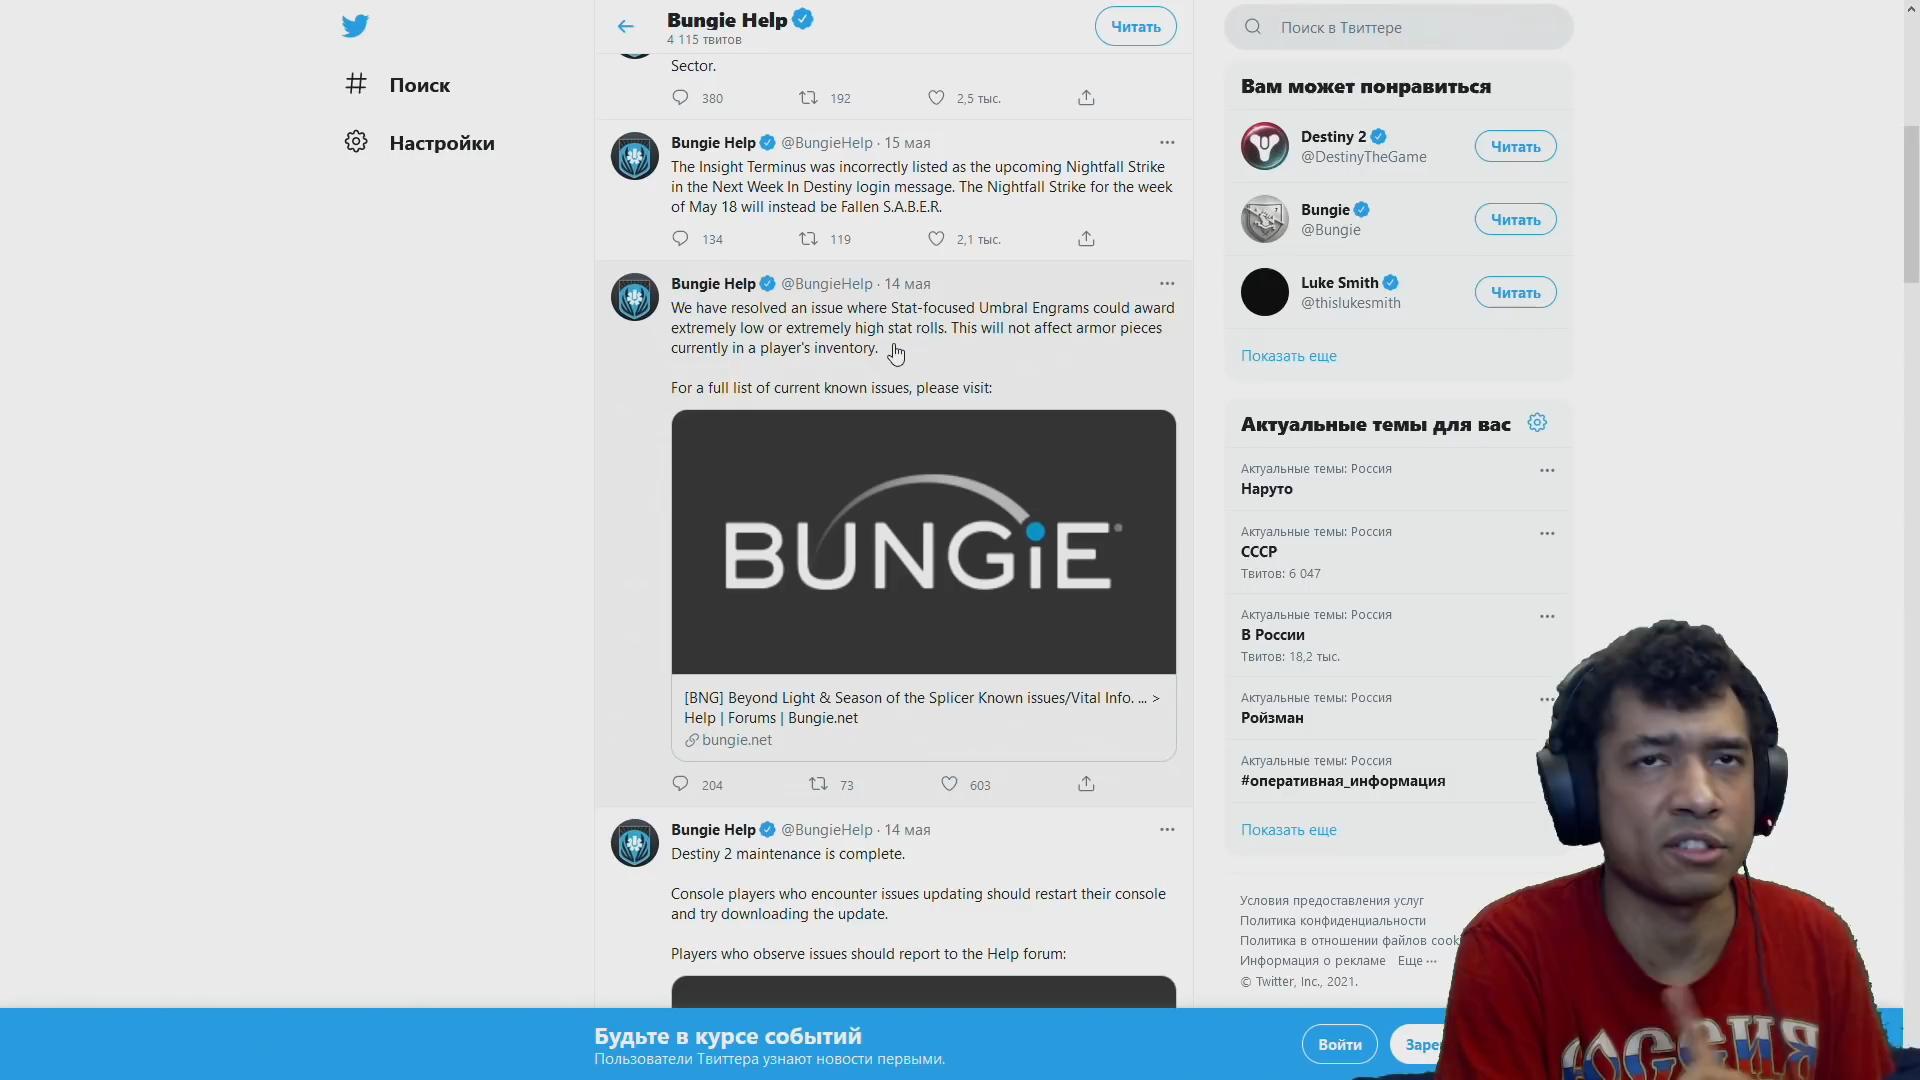 Поиск
Настройки
Bungie Help
4 115 твитов
Читать
Sector.
380 192 2,5 тыс.
Bungie Help @BungieHelp · 15 мая
The Insight Terminus was incorrectly listed as the upcoming Nightfall Strike
in the Next Week In Destiny login message. The Nightfall Strike for the week
of May 18 will instead be Fallen S.A.B.E.R.
134 119 2,1 тыс.
Bungie Help @BungieHelp · 14 мая
We have resolved an issue where Stat-focused Umbral Engrams could award
extremely low or extremely high stat rolls. This will not affect armor pieces
currently in a player's inventory.
For a full list of current known issues, please visit:
BUNGiE
[BNG] Beyond Light & Season of the Splicer Known issues/Vital Info. ... >
Help | Forums | Bungie.net
bungie.net
204 73 603
Bungie Help @BungieHelp · 14 мая
Destiny 2 maintenance is complete.
Console players who encounter issues updating should restart their console
and try downloading the update.
Players who observe issues should report to the Help forum:
Поиск в Твиттере
Вам может понравиться
Destiny 2
@DestinyTheGame
Читать
Bungie
@Bungie
Читать
Luke Smith
@thislukesmith
Читать
Показать еще
Актуальные темы для вас
Актуальные темы: Россия
Наруто
Актуальные темы: Россия
СССР
Твитов: 6 047
Актуальные темы: Россия
В России
Твитов: 18,2 тыс.
Актуальные темы: Россия
Ройзман
Актуальные темы: Россия
#оперативная_информация
Показать еще
Условия предоставления услуг
Политика конфиденциальности
Политика в отношении файлов cook
Информация о рекламе Еще ···
© Twitter, Inc., 2021.
Будьте в курсе событий
Пользователи Твиттера узнают новости первыми.
Войти
Заре